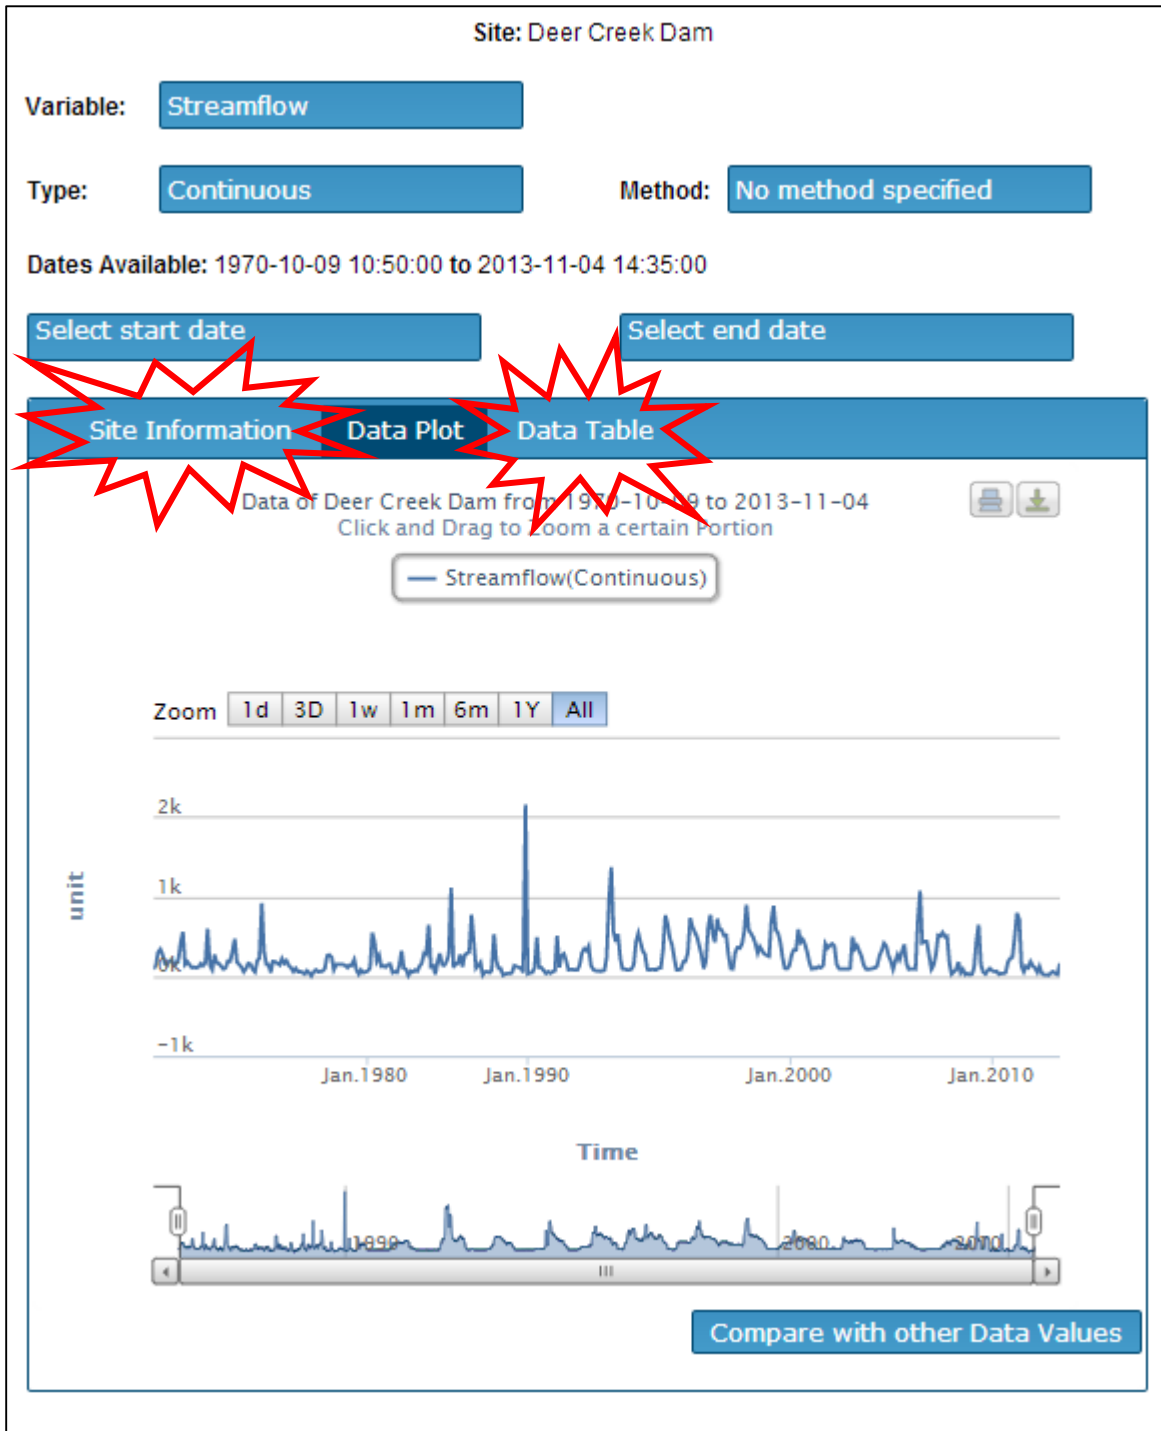 Site: Deer Creek Dam
Variable: Streamflow
Type: Continuous Method: No method specified
Dates Available: 1970-10-09 10:50:00 to 2013-11-04 14:35:00
Select start date Select end date
Site Information Data Plot Data Table
Data of Deer Creek Dam from 1970-10-09 to 2013-11-04
Click and Drag to Zoom a certain Portion
Streamflow(Continuous)
Zoom 1d 3D 1w 1m 6m 1Y All
2k
1k
0k
-1k
unit
Jan.1980 Jan.1990 Jan.2000 Jan.2010
Time
1990 2000 2010
Compare with other Data Values